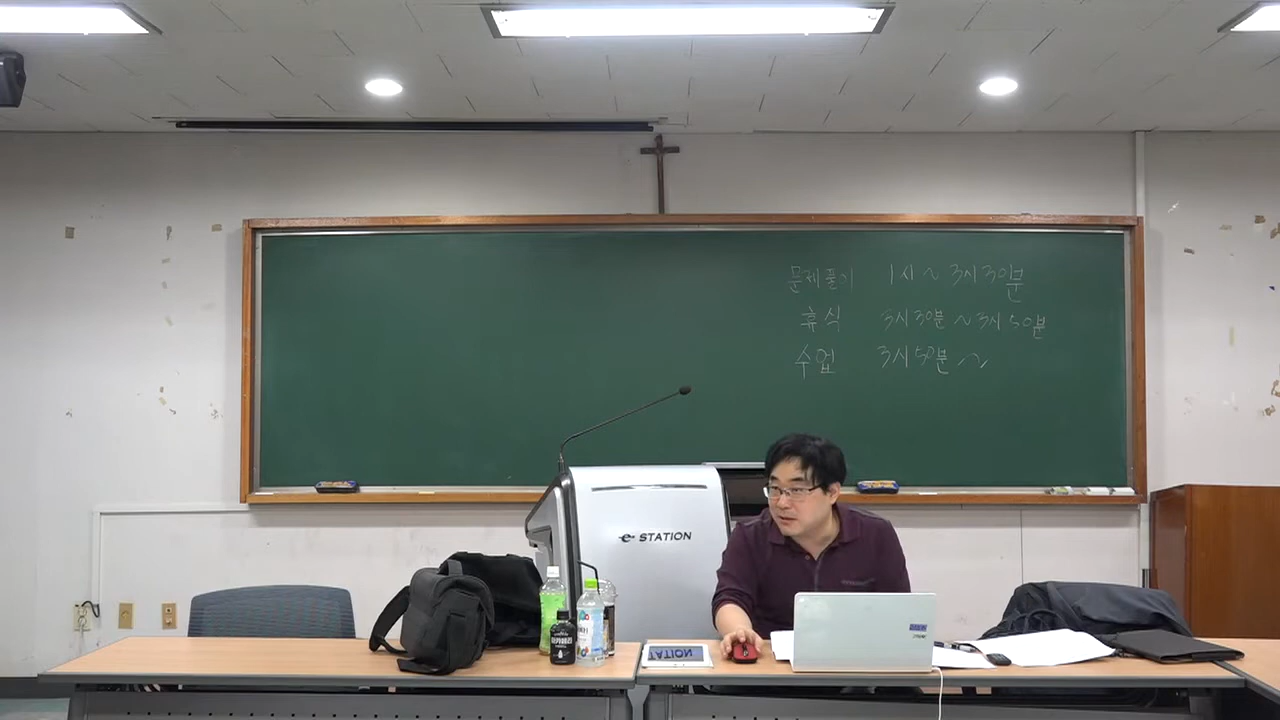 문제풀이 1시 ~ 3시 30분
휴식 3시 30분 ~ 3시 50분
수업 3시 50분 ~
e-STATION